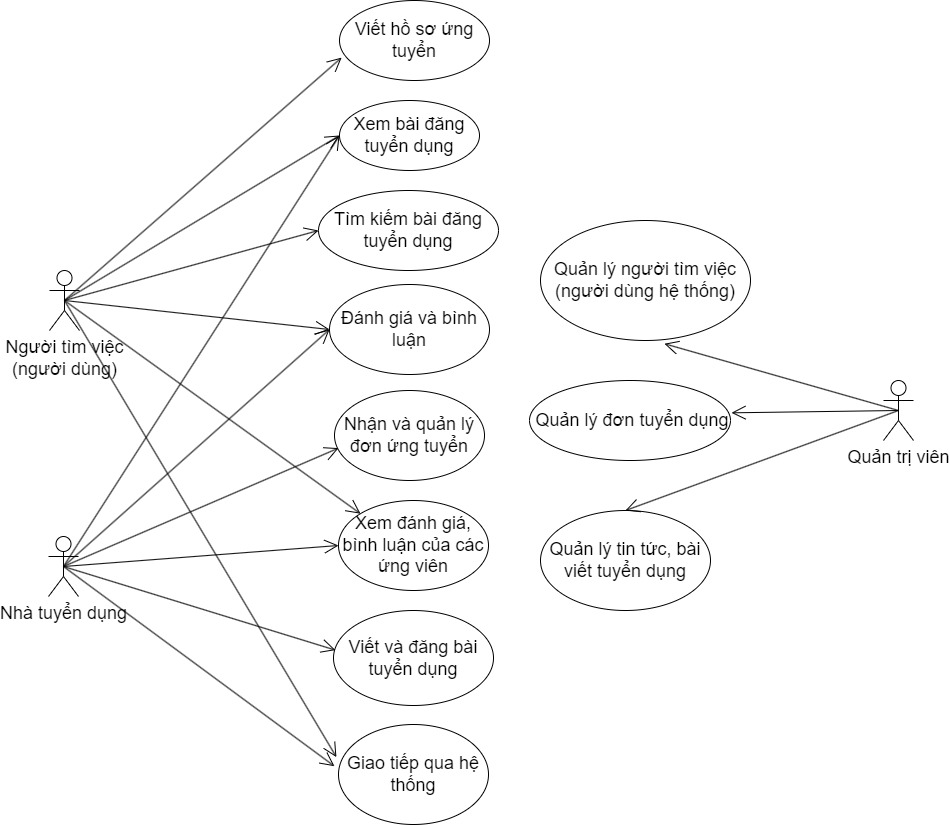 Viết hồ sơ ứng
tuyển
Xem bài đăng
tuyển dụng
Tìm kiếm bài đăng
tuyển dụng
Đánh giá và bình
luận
Nhận và quản lý
đơn ứng tuyển
Xem đánh giá,
bình luận của các
ứng viên
Viết và đăng bài
tuyển dụng
Giao tiếp qua hệ
thống
Người tìm việc
(người dùng)
Nhà tuyển dụng
Quản lý người tìm việc
(người dùng hệ thống)
Quản lý đơn tuyển dụng
Quản lý tin tức, bài
viết tuyển dụng
Quản trị viên